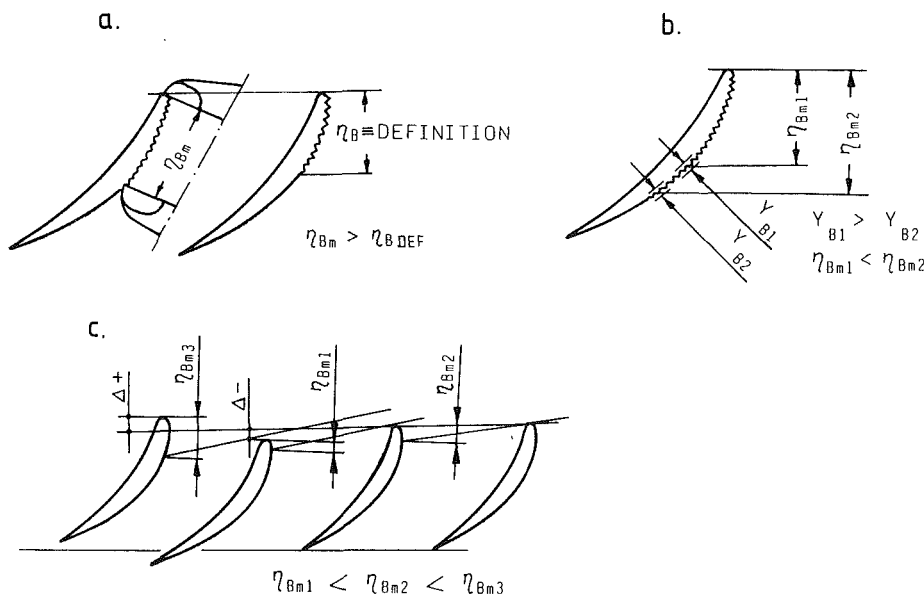 a.
η_B≡DEFINITION
η_Bm
η_Bm > η_B DEF
b.
η_Bm1
η_Bm2
Y_B1
Y_B2
Y_B1 > Y_B2
η_Bm1 < η_Bm2
c.
Δ+
η_Bm3
Δ-
η_Bm1
η_Bm2
η_Bm1 < η_Bm2 < η_Bm3